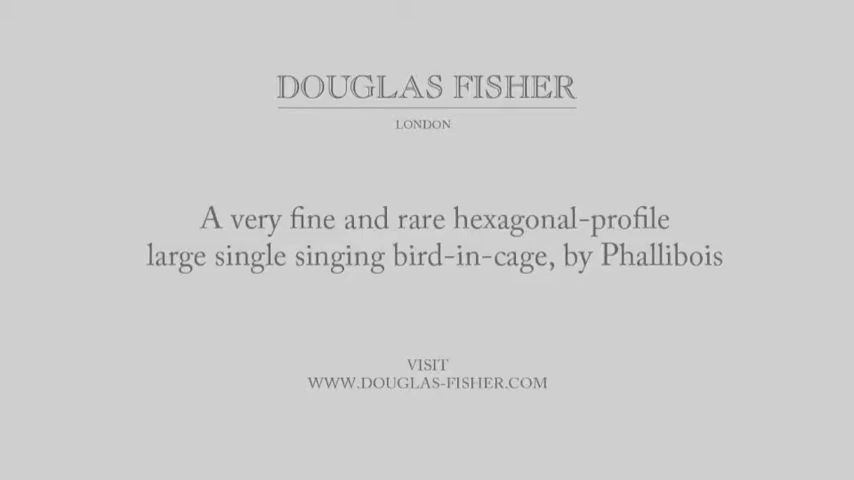 DOUGLAS FISHER
LONDON
A very fine and rare hexagonal-profile
large single singing bird-in-cage, by Phallibois
VISIT
WWW.DOUGLAS-FISHER.COM